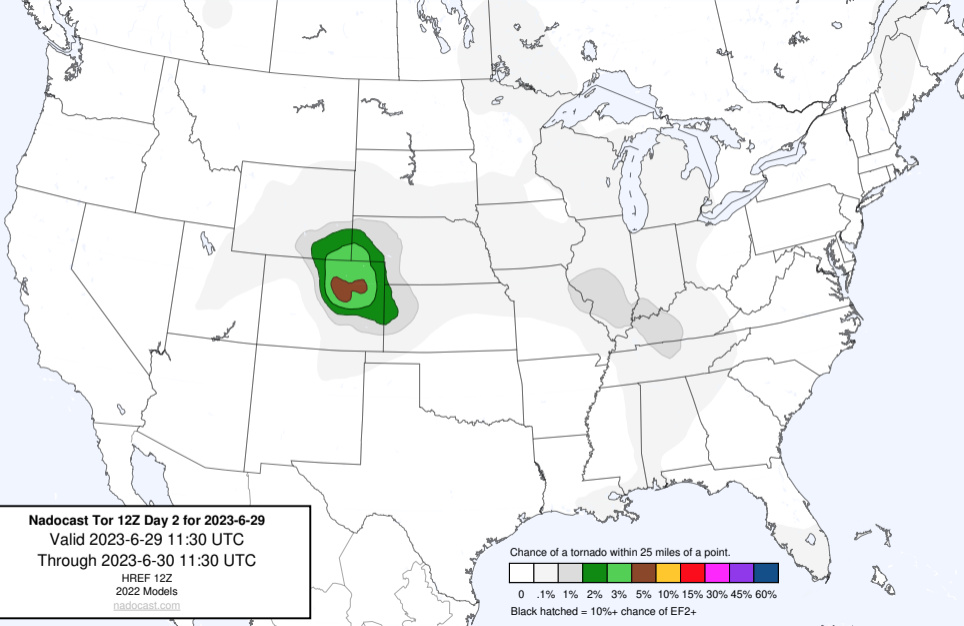 Nadocast Tor 12Z Day 2 for 2023-6-29
Valid 2023-6-29 11:30 UTC
Through 2023-6-30 11:30 UTC
HREF 12Z
2022 Models
nadocast.com
Chance of a tornado within 25 miles of a point.
0 .1% 1% 2% 3% 5% 10% 15% 30% 45% 60%
Black hatched = 10%+ chance of EF2+